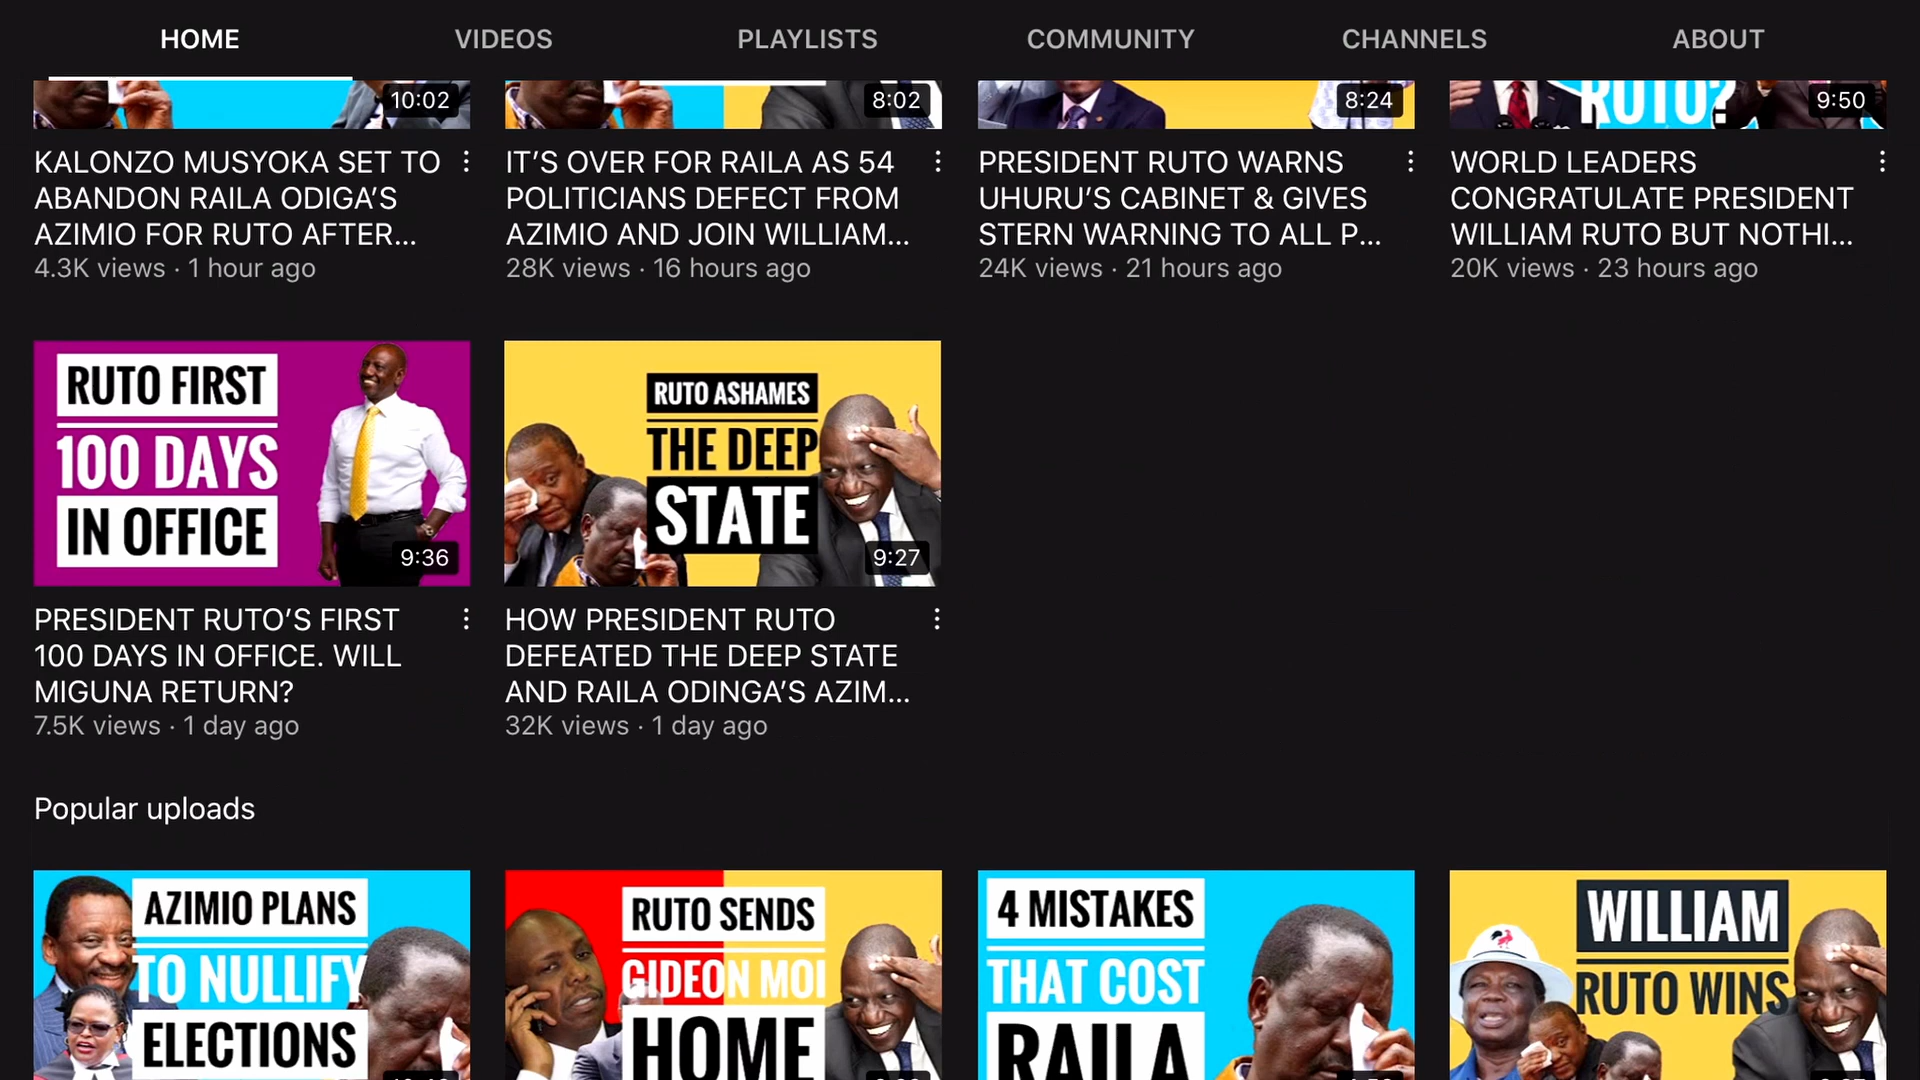 HOME VIDEOS PLAYLISTS COMMUNITY CHANNELS ABOUT
10:02
KALONZO MUSYOKA SET TO
ABANDON RAILA ODIGA’S
AZIMIO FOR RUTO AFTER...
4.3K views · 1 hour ago
8:02
IT’S OVER FOR RAILA AS 54
POLITICIANS DEFECT FROM
AZIMIO AND JOIN WILLIAM...
28K views · 16 hours ago
8:24
PRESIDENT RUTO WARNS
UHURU’S CABINET & GIVES
STERN WARNING TO ALL P...
24K views · 21 hours ago
RUTO?
9:50
WORLD LEADERS
CONGRATULATE PRESIDENT
WILLIAM RUTO BUT NOTHI...
20K views · 23 hours ago
RUTO FIRST
100 DAYS
IN OFFICE
9:36
PRESIDENT RUTO’S FIRST
100 DAYS IN OFFICE. WILL
MIGUNA RETURN?
7.5K views · 1 day ago
RUTO ASHAMES
THE DEEP
STATE
9:27
HOW PRESIDENT RUTO
DEFEATED THE DEEP STATE
AND RAILA ODINGA’S AZIM...
32K views · 1 day ago
Popular uploads
AZIMIO PLANS
TO NULLIFY
ELECTIONS
RUTO SENDS
GIDEON MOI
HOME
4 MISTAKES
THAT COST
RAILA
WILLIAM
RUTO WINS